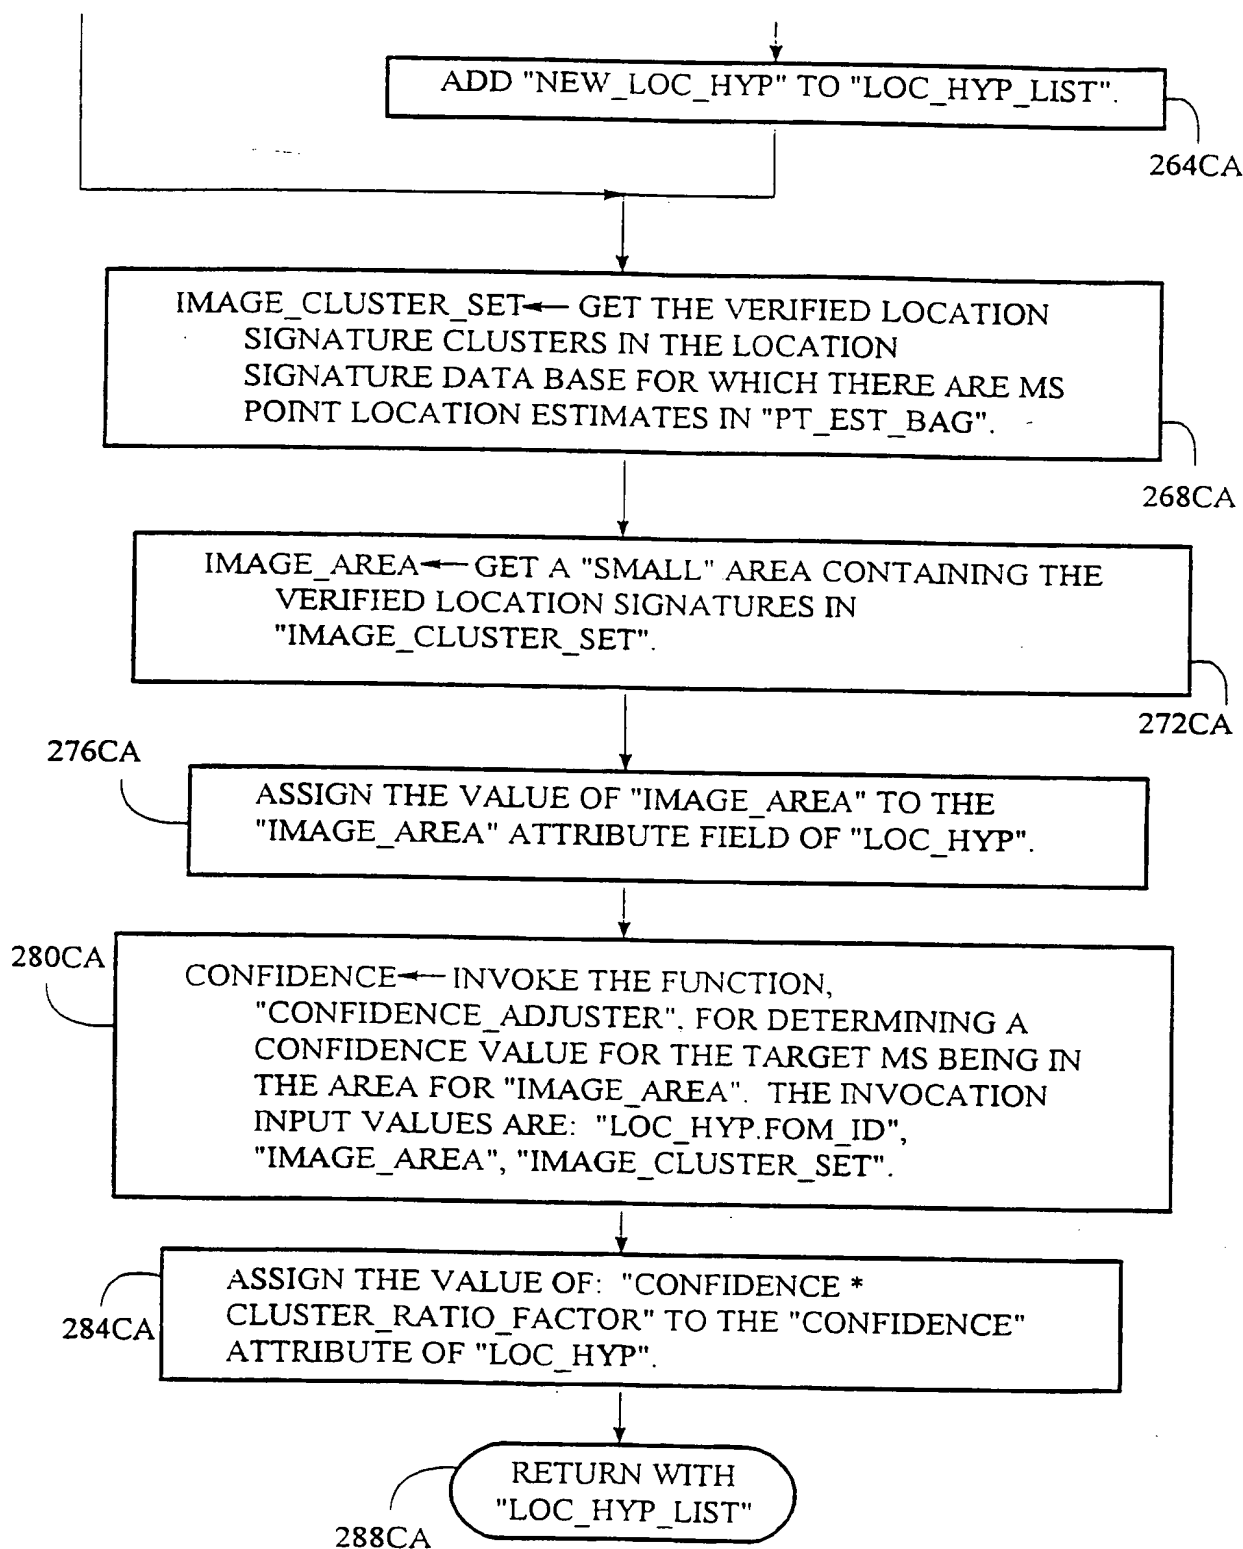 ADD "NEW_LOC_HYP" TO "LOC_HYP_LIST".
264CA
IMAGE_CLUSTER_SET← GET THE VERIFIED LOCATION
SIGNATURE CLUSTERS IN THE LOCATION
SIGNATURE DATA BASE FOR WHICH THERE ARE MS
POINT LOCATION ESTIMATES IN "PT_EST_BAG".
268CA
IMAGE_AREA← GET A "SMALL" AREA CONTAINING THE
VERIFIED LOCATION SIGNATURES IN
"IMAGE_CLUSTER_SET".
272CA
276CA
ASSIGN THE VALUE OF "IMAGE_AREA" TO THE
"IMAGE_AREA" ATTRIBUTE FIELD OF "LOC_HYP".
280CA
CONFIDENCE← INVOKE THE FUNCTION,
"CONFIDENCE_ADJUSTER". FOR DETERMINING A
CONFIDENCE VALUE FOR THE TARGET MS BEING IN
THE AREA FOR "IMAGE_AREA". THE INVOCATION
INPUT VALUES ARE: "LOC_HYP.FOM_ID",
"IMAGE_AREA", "IMAGE_CLUSTER_SET".
ASSIGN THE VALUE OF: "CONFIDENCE *
CLUSTER_RATIO_FACTOR" TO THE "CONFIDENCE"
ATTRIBUTE OF "LOC_HYP".
284CA
RETURN WITH
"LOC_HYP_LIST"
288CA